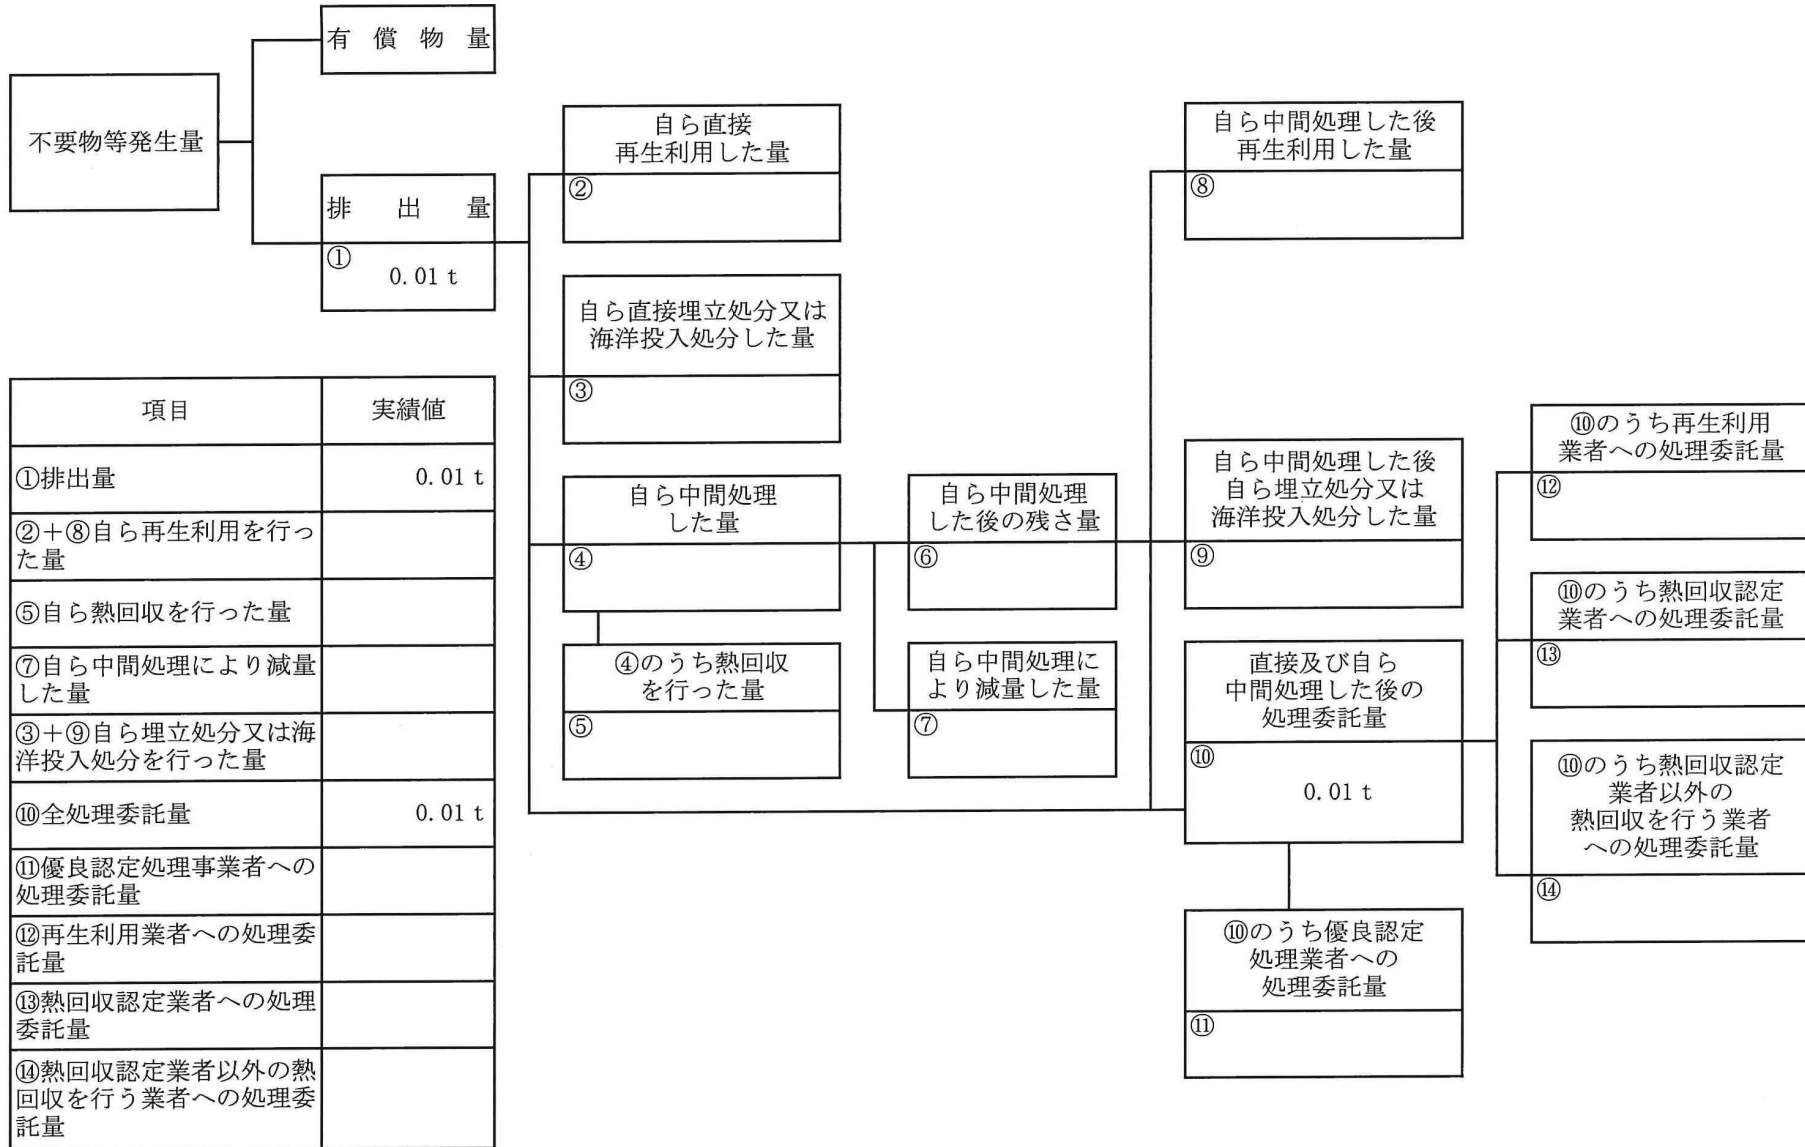 有償物量
不要物等発生量
排出量
①
0.01 t
自ら直接
再生利用した量
②
自ら直接埋立処分又は
海洋投入処分した量
③
自ら中間処理
した量
④
④のうち熱回収
を行った量
⑤
自ら中間処理
した後の残さ量
⑥
自ら中間処理に
より減量した量
⑦
自ら中間処理した後
再生利用した量
⑧
自ら中間処理した後
自ら埋立処分又は
海洋投入処分した量
⑨
直接及び自ら
中間処理した後の
処理委託量
⑩
0.01 t
⑩のうち優良認定
処理業者への
処理委託量
⑪
⑩のうち再生利用
業者への処理委託量
⑫
⑩のうち熱回収認定
業者への処理委託量
⑬
⑩のうち熱回収認定
業者以外の
熱回収を行う業者
への処理委託量
⑭
項目 実績値
①排出量 0.01 t
②＋⑧自ら再生利用を行っ
た量
⑤自ら熱回収を行った量
⑦自ら中間処理により減量
した量
③＋⑨自ら埋立処分又は海
洋投入処分を行った量
⑩全処理委託量 0.01 t
⑪優良認定処理事業者への
処理委託量
⑫再生利用業者への処理委
託量
⑬熱回収認定業者への処理
委託量
⑭熱回収認定業者以外の熱
回収を行う業者への処理委
託量